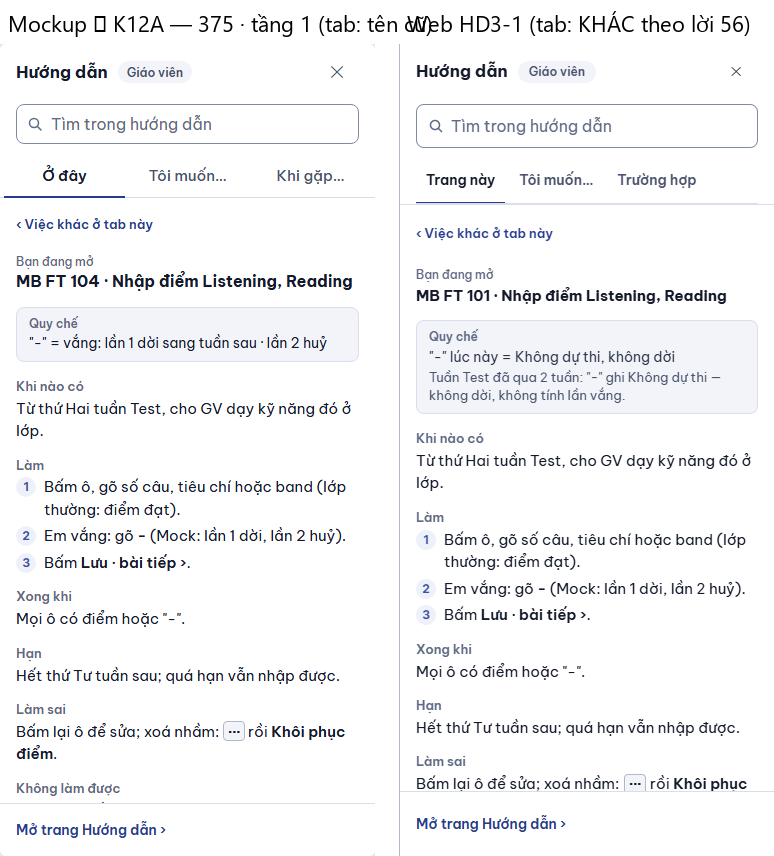 Mockup K12A — 375 · tầng 1 (tab: tên cũ)
Hướng dẫn Giáo viên
Tìm trong hướng dẫn
Ở đây Tôi muốn... Khi gặp...
‹ Việc khác ở tab này
Bạn đang mở
MB FT 104 · Nhập điểm Listening, Reading
Quy chế
"-" = vắng: lần 1 dời sang tuần sau · lần 2 huỷ
Khi nào có
Từ thứ Hai tuần Test, cho GV dạy kỹ năng đó ở
lớp.
Làm
1 Bấm ô, gõ số câu, tiêu chí hoặc band (lớp
thường: điểm đạt).
2 Em vắng: gõ - (Mock: lần 1 dời, lần 2 huỷ).
3 Bấm Lưu · bài tiếp ›.
Xong khi
Mọi ô có điểm hoặc "-".
Hạn
Hết thứ Tư tuần sau; quá hạn vẫn nhập được.
Làm sai
Bấm lại ô để sửa; xoá nhầm: ... rồi Khôi phục
điểm.
Không làm được
Mở trang Hướng dẫn ›
Web HD3-1 (tab: KHÁC theo lời 56)
Hướng dẫn Giáo viên
Tìm trong hướng dẫn
Trang này Tôi muốn... Trường hợp
‹ Việc khác ở tab này
Bạn đang mở
MB FT 101 · Nhập điểm Listening, Reading
Quy chế
"-" lúc này = Không dự thi, không dời
Tuần Test đã qua 2 tuần: "-" ghi Không dự thi —
không dời, không tính lần vắng.
Khi nào có
Từ thứ Hai tuần Test, cho GV dạy kỹ năng đó ở
lớp.
Làm
1 Bấm ô, gõ số câu, tiêu chí hoặc band (lớp
thường: điểm đạt).
2 Em vắng: gõ - (Mock: lần 1 dời, lần 2 huỷ).
3 Bấm Lưu · bài tiếp ›.
Xong khi
Mọi ô có điểm hoặc "-".
Hạn
Hết thứ Tư tuần sau; quá hạn vẫn nhập được.
Làm sai
Bấm lại ô để sửa; xoá nhầm: ... rồi Khôi phục
Mở trang Hướng dẫn ›